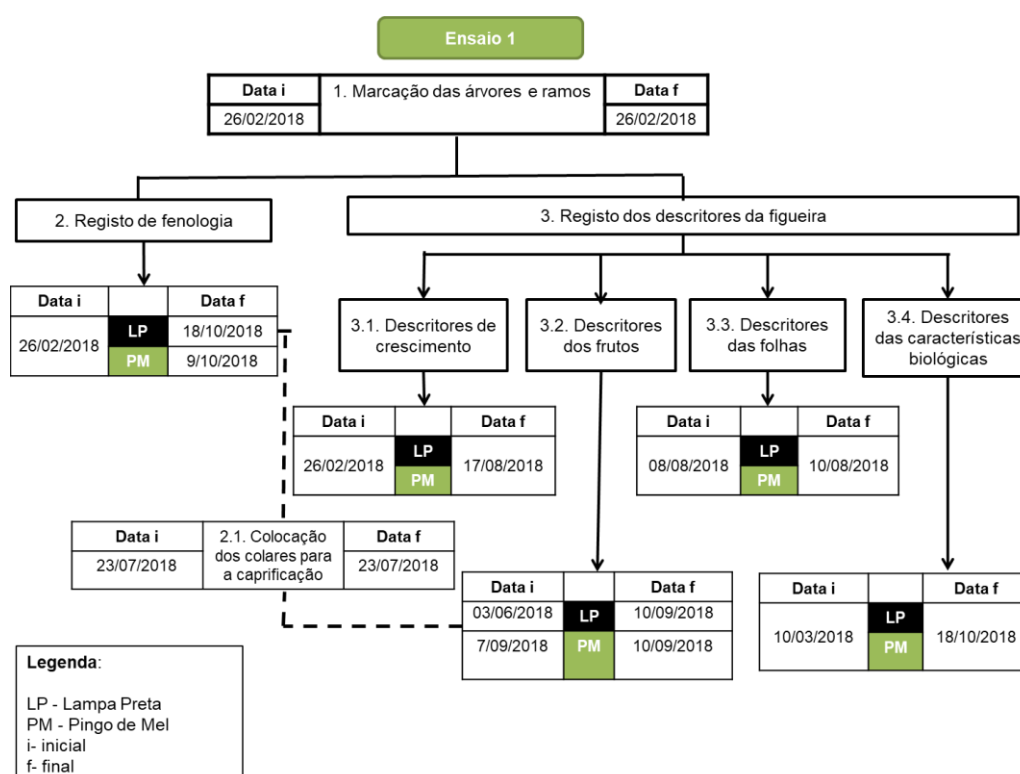 Ensaio 1
Data i
1. Marcação das árvores e ramos
Data f
26/02/2018
26/02/2018
2. Registo de fenologia
3. Registo dos descritores da figueira
Data i
Data f
26/02/2018
LP
18/10/2018
PM
9/10/2018
3.1. Descritores de
crescimento
3.2. Descritores
dos frutos
3.3. Descritores
das folhas
3.4. Descritores
das características
biológicas
Data i
Data f
26/02/2018
LP
PM
17/08/2018
Data i
Data f
08/08/2018
LP
PM
10/08/2018
Data i
2.1. Colocação
dos colares para
a caprificação
Data f
23/07/2018
23/07/2018
Data i
Data f
03/06/2018
LP
10/09/2018
7/09/2018
PM
10/09/2018
Data i
Data f
10/03/2018
LP
PM
18/10/2018
Legenda:
LP - Lampa Preta
PM - Pingo de Mel
i- inicial
f- final